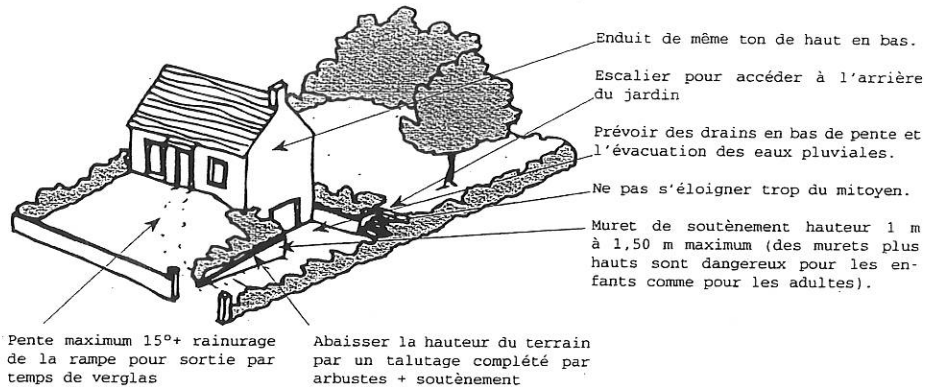 Enduit de même ton de haut en bas.
Escalier pour accéder à l'arrière
du jardin
Prévoir des drains en bas de pente et
l'évacuation des eaux pluviales.
Ne pas s'éloigner trop du mitoyen.
Muret de soutènement hauteur 1 m
à 1,50 m maximum (des murets plus
hauts sont dangereux pour les en-
fants comme pour les adultes).
Pente maximum 15°+ rainurage
de la rampe pour sortie par
temps de verglas
Abaisser la hauteur du terrain
par un talutage complété par
arbustes + soutènement